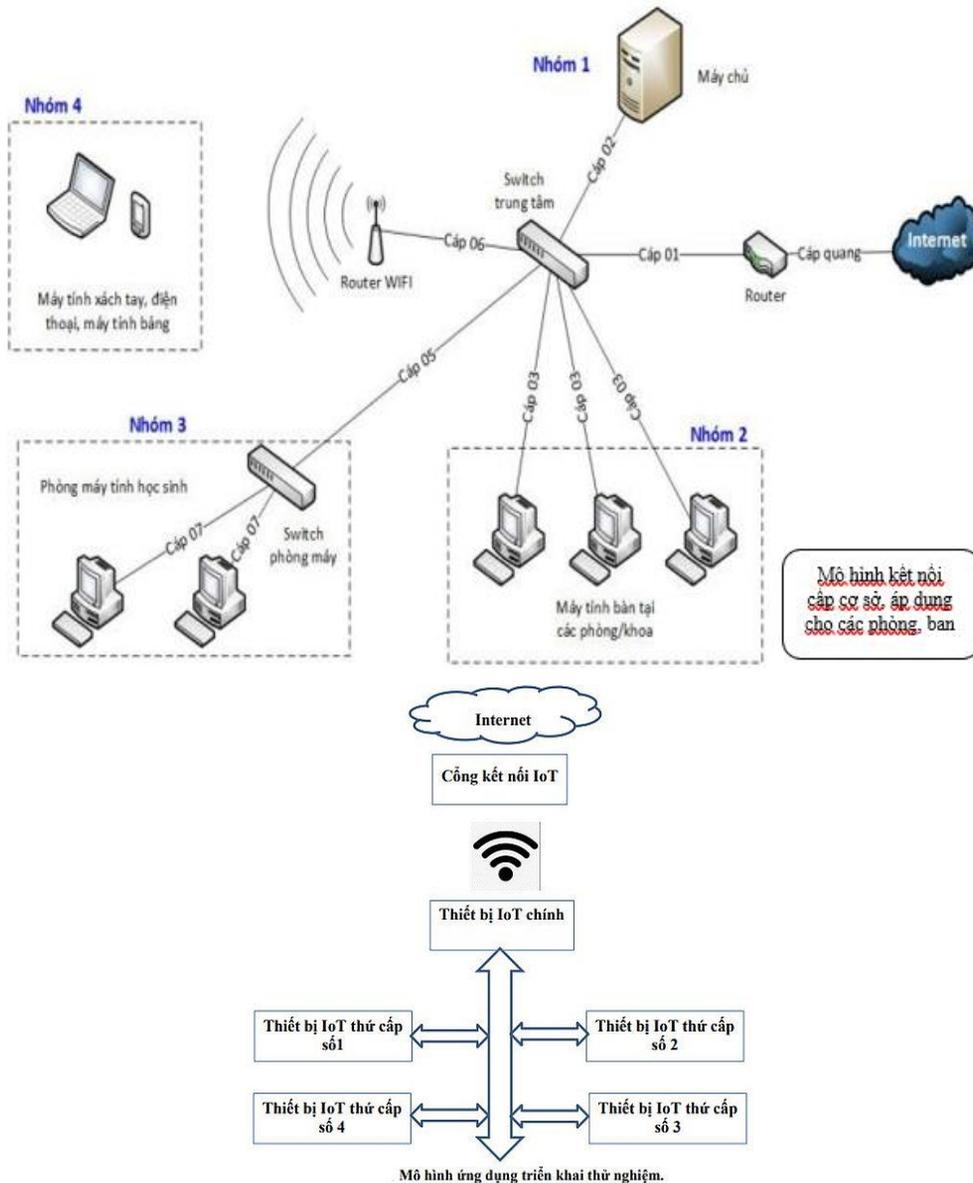 Nhóm 1
Máy chủ
Nhóm 4
Cáp 02
Switch
trung tâm
Cáp 06
Cáp 01
Cáp quang
Internet
Router WIFI
Router
Máy tính xách tay, điện
thoại, máy tính bảng
Cáp 05
Cáp 03
Cáp 03
Cáp 03
Nhóm 3
Nhóm 2
Phòng máy tính học sinh
Cáp 07
Cáp 07
Switch
phòng máy
Máy tính bàn tại
các phòng/khoa
Mô hình kết nối
cấp cơ sở, áp dụng
cho các phòng, ban
Internet
Cổng kết nối IoT
Thiết bị IoT chính
Thiết bị IoT thứ cấp
số1
Thiết bị IoT thứ cấp
số 2
Thiết bị IoT thứ cấp
số 4
Thiết bị IoT thứ cấp
số 3
Mô hình ứng dụng triển khai thử nghiệm.